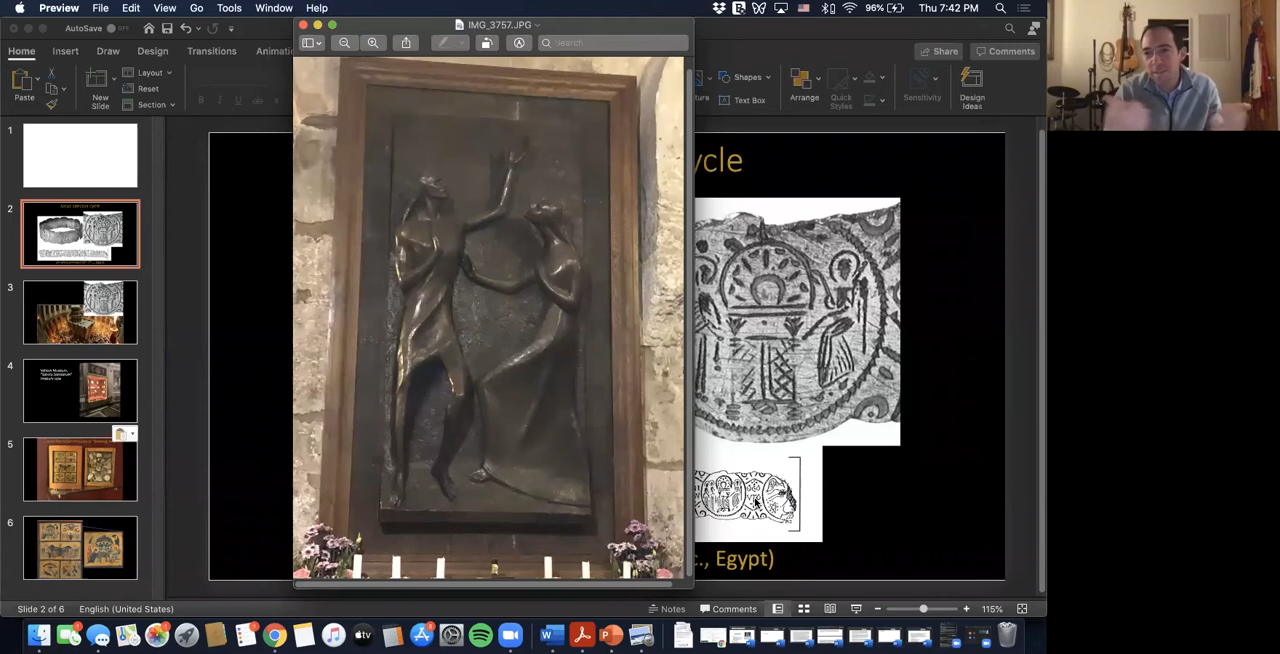 Preview File Edit View Go Tools Window Help
96% Thu 7:42 PM
AutoSave
IMG_3757.JPG
Home Insert Draw Design Transitions Animati
Search
Share Comments
Paste
New Slide
Layout
Reset
Section
Shapes
Text Box
Arrange
Quick Styles
Sensitivity
Design Ideas
1
2
3
4
5
6
ycle
c., Egypt)
Slide 2 of 6 English (United States)
Notes Comments 115%